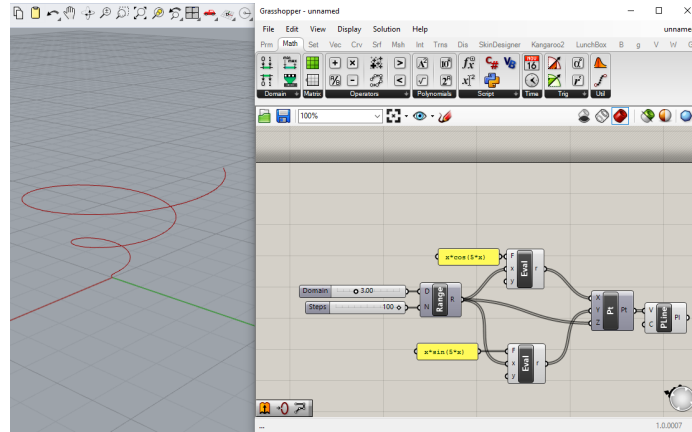 Grasshopper - unnamed
File Edit View Display Solution Help unnamed
Prm Math Set Vec Crv Srf Msh Int Trns Dis SkinDesigner Kangaroo2 LunchBox B g V W G
Domain Matrix Operators Polynomials Script Time Trig Util
100%
x*cos(5*x)
F
x Eval r
y
Domain 3.00
Steps 100
D Range R
N
X
Y Pt Pt
Z
V PLine Pl
C
x*sin(5*x)
F
x Eval r
y
...
1.0.0007